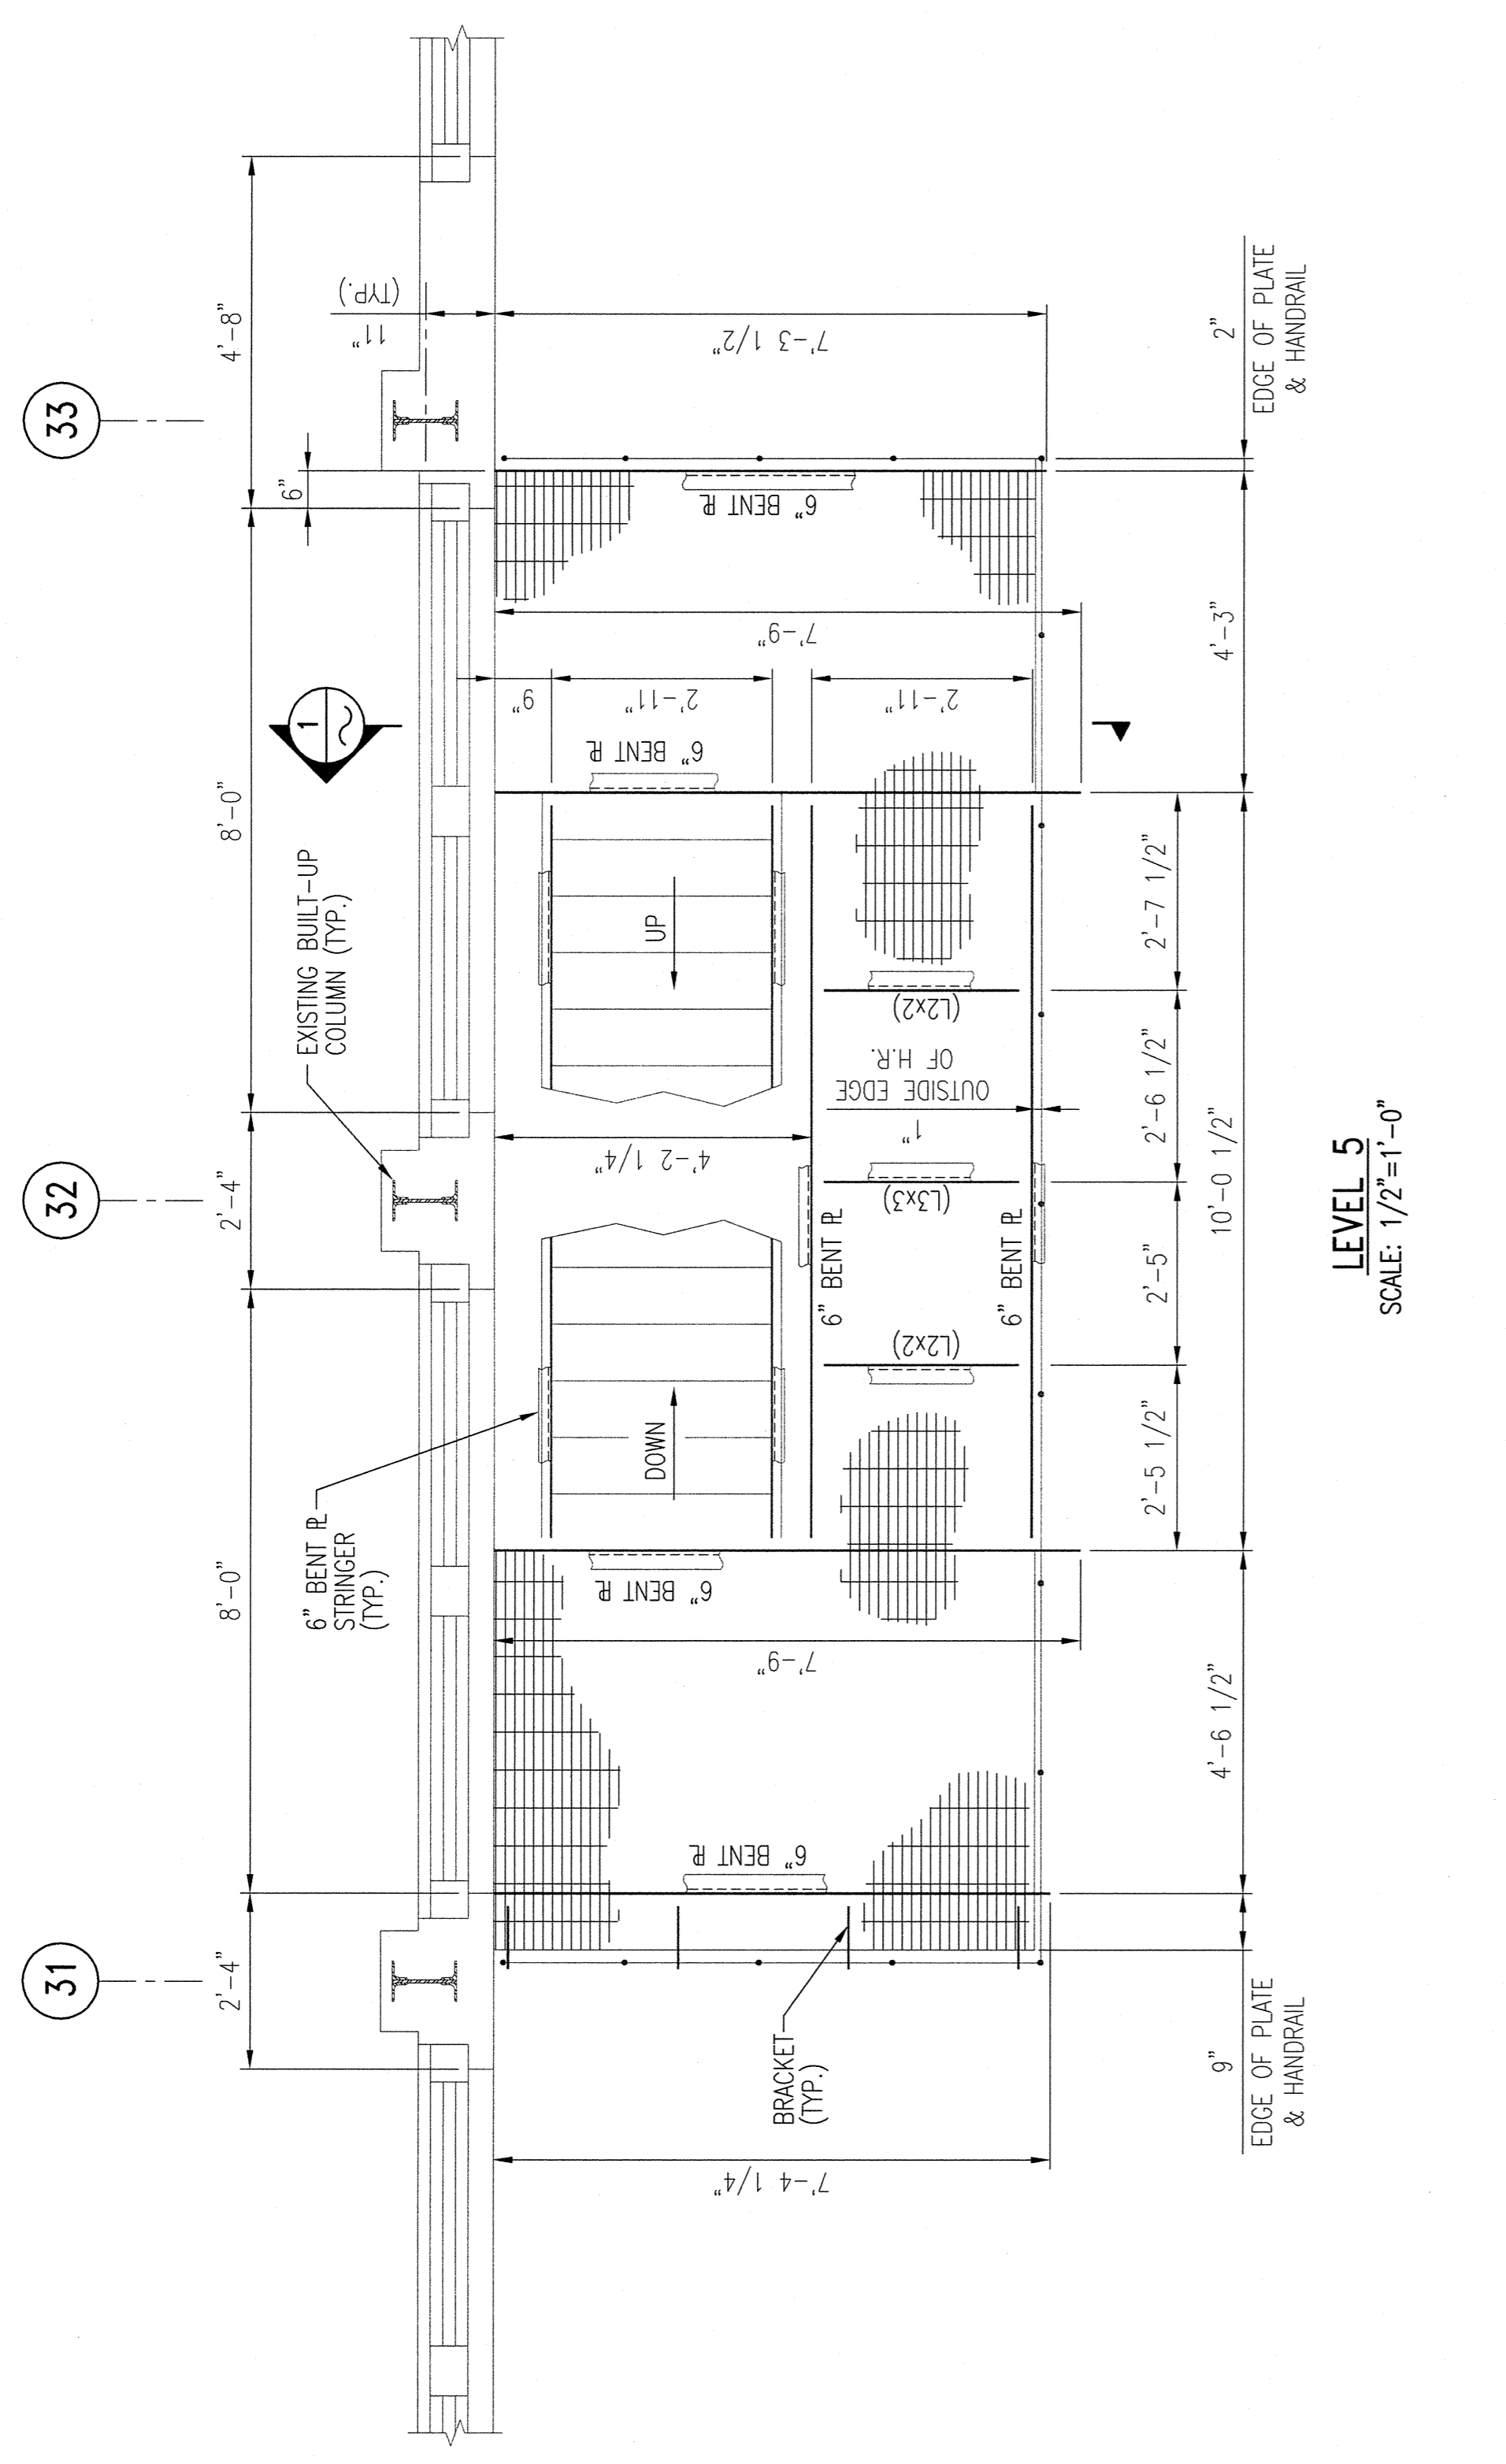 31
32
33
2'-4"
8'-0"
2'-4"
8'-0"
6"
4'-8"
11"
(TYP.)
EXISTING BUILT-UP
COLUMN (TYP.)
1
6" BENT PL
STRINGER
(TYP.)
7'-4 1/4"
7'-9"
6" BENT PL
6" BENT PL
DOWN
UP
4'-2 1/4"
6" BENT PL
9"
2'-11"
2'-11"
7'-9"
6" BENT PL
7'-3 1/2"
BRACKET
(TYP.)
6" BENT PL
6" BENT PL
(L2x2)
(L3x3)
(L2x2)
1"
OUTSIDE EDGE
OF H.R.
2'-5 1/2"
2'-5"
2'-6 1/2"
2'-7 1/2"
9"
EDGE OF PLATE
& HANDRAIL
4'-6 1/2"
10'-0 1/2"
4'-3"
2"
EDGE OF PLATE
& HANDRAIL
LEVEL 5
SCALE: 1/2"=1'-0"